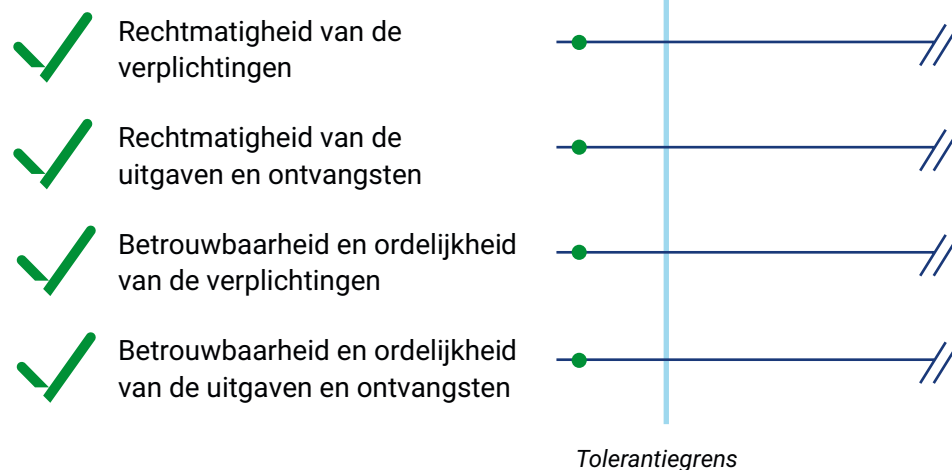 Rechtmatigheid van de
verplichtingen
Rechtmatigheid van de
uitgaven en ontvangsten
Betrouwbaarheid en ordelijkheid
van de verplichtingen
Betrouwbaarheid en ordelijkheid
van de uitgaven en ontvangsten
Tolerantiegrens